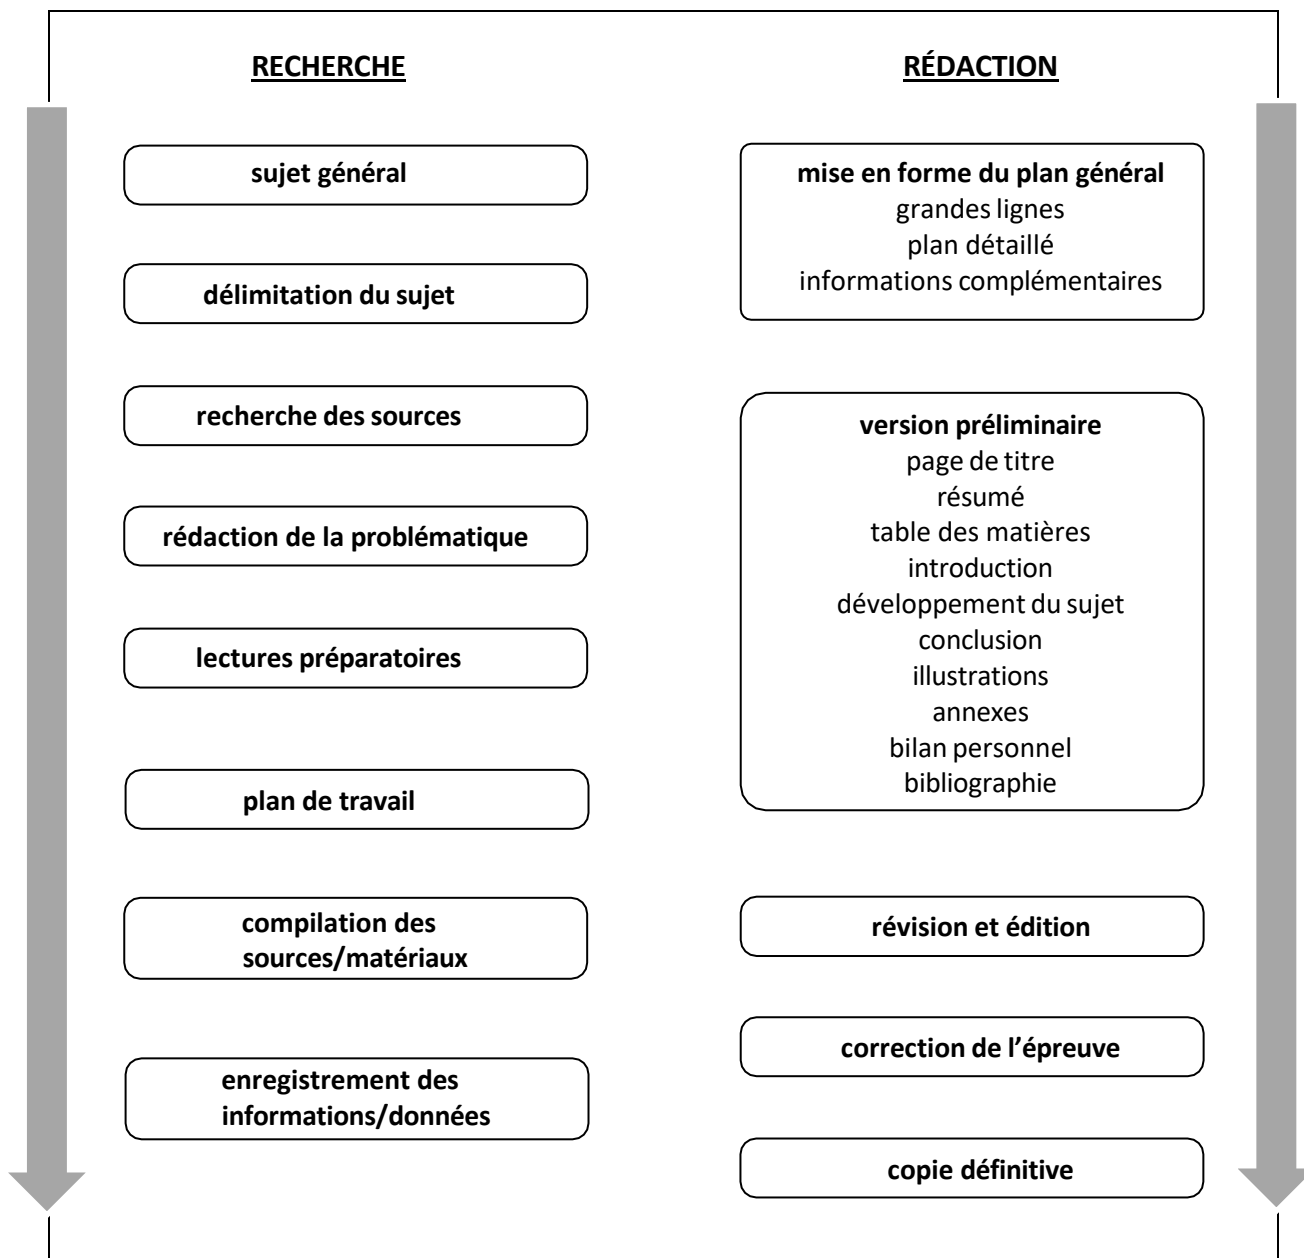 RECHERCHE
sujet général
délimitation du sujet
recherche des sources
rédaction de la problématique
lectures préparatoires
plan de travail
compilation des
sources/matériaux
enregistrement des
informations/données
RÉDACTION
mise en forme du plan général
grandes lignes
plan détaillé
informations complémentaires
version préliminaire
page de titre
résumé
table des matières
introduction
développement du sujet
conclusion
illustrations
annexes
bilan personnel
bibliographie
révision et édition
correction de l’épreuve
copie définitive